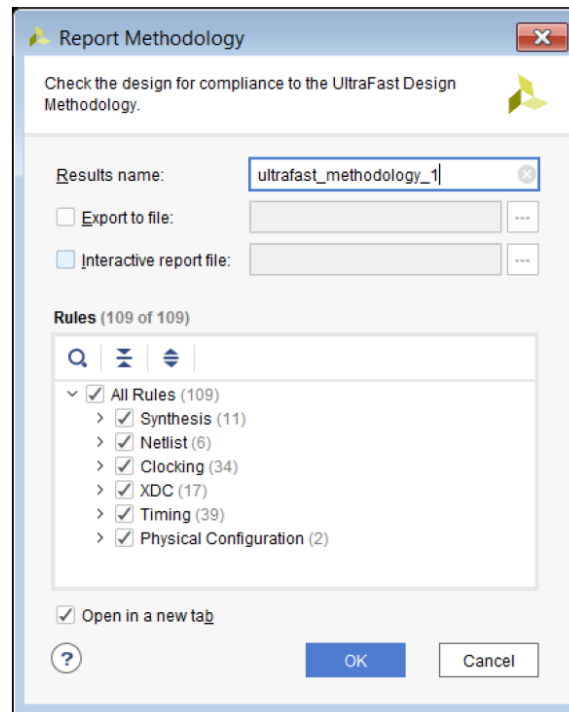 Report Methodology
Check the design for compliance to the UltraFast Design
Methodology.
Results name: ultrafast_methodology_1
Export to file:
Interactive report file:
Rules (109 of 109)
All Rules (109)
Synthesis (11)
Netlist (6)
Clocking (34)
XDC (17)
Timing (39)
Physical Configuration (2)
Open in a new tab
? OK Cancel